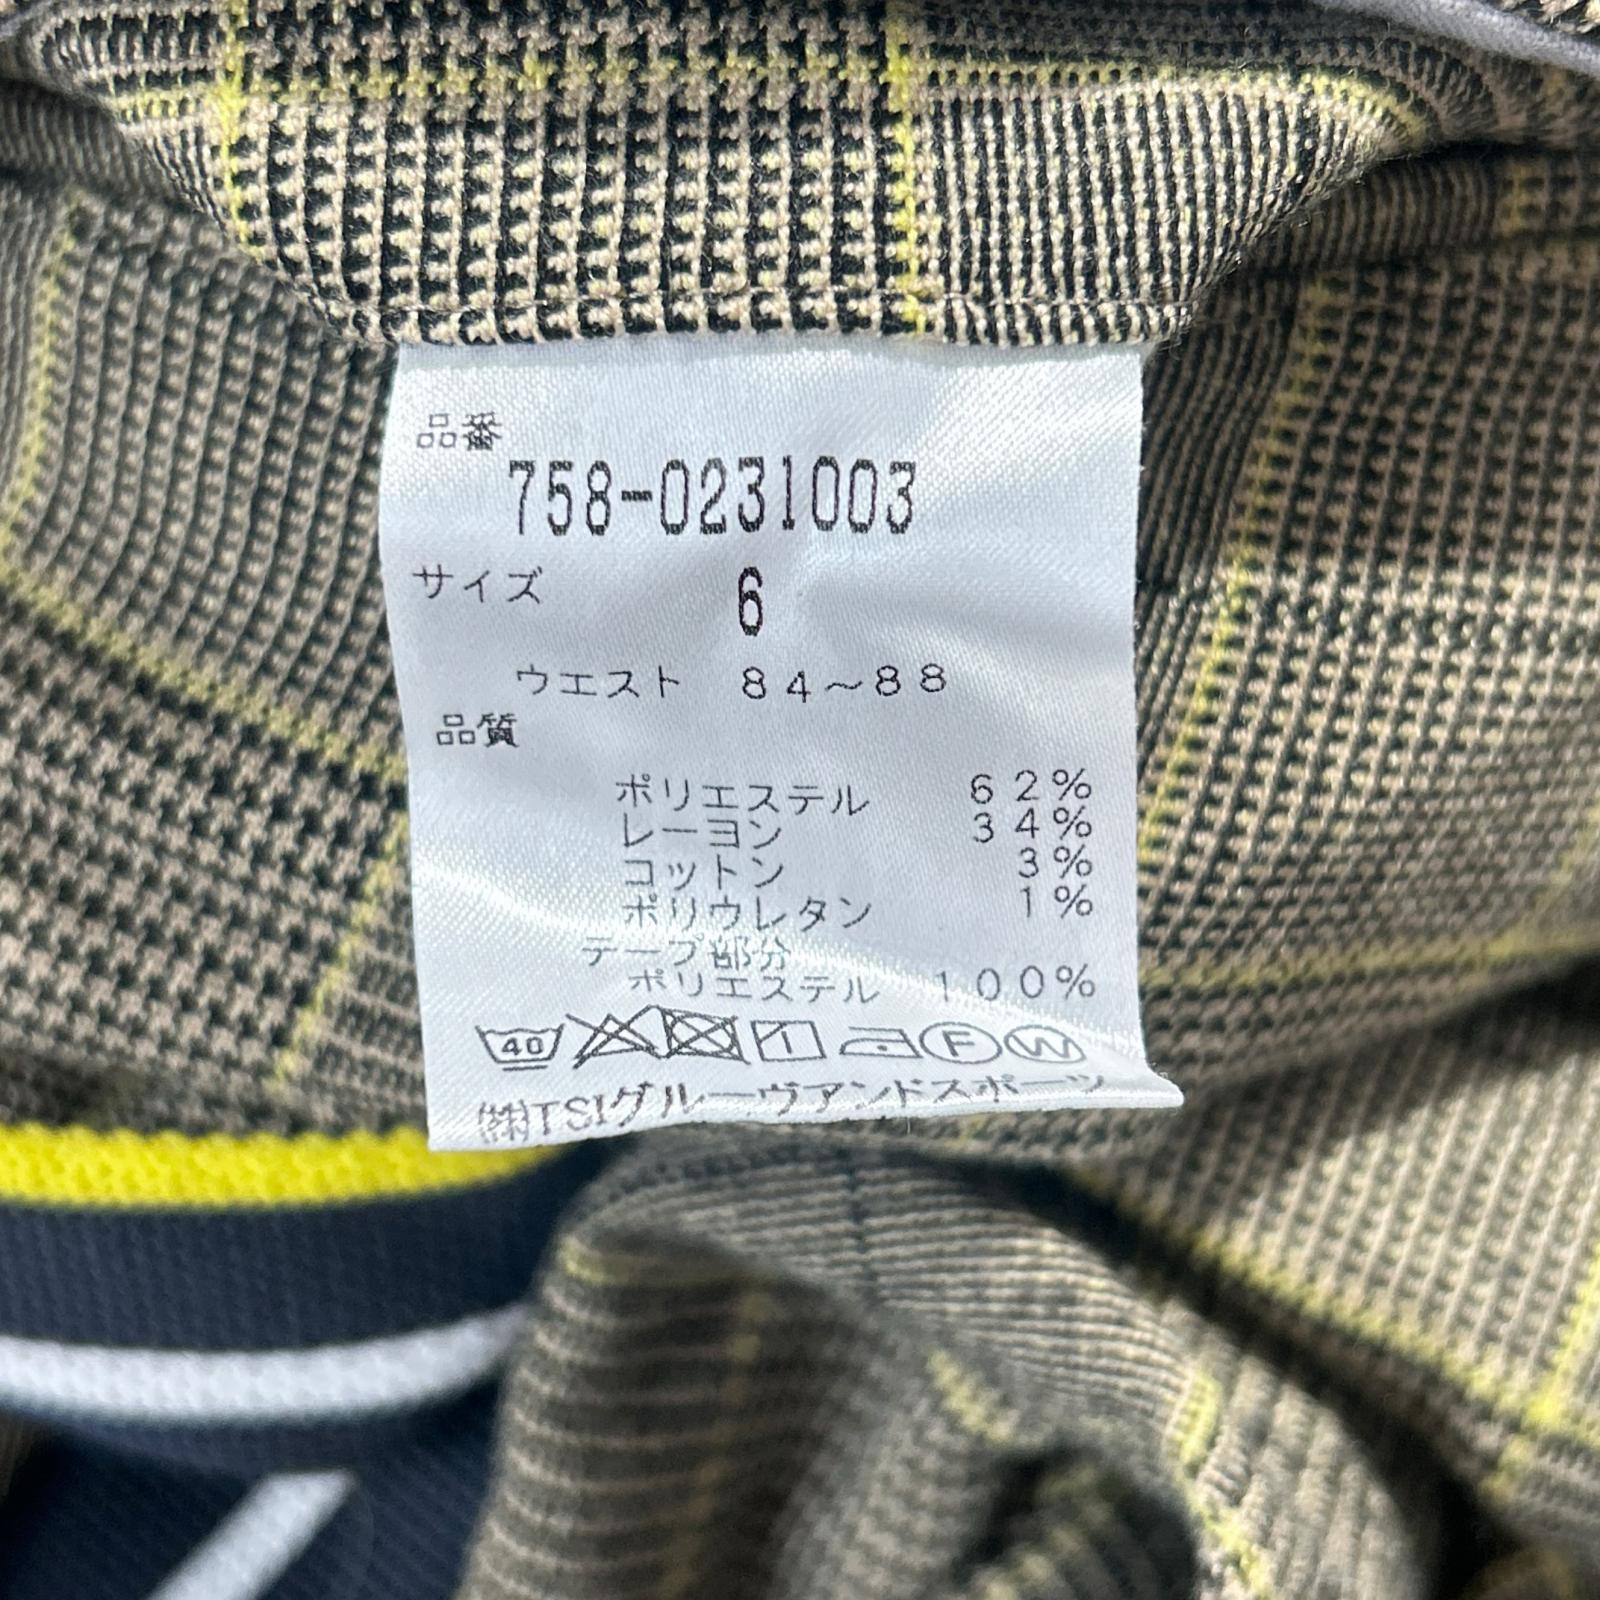 品番
758-0231003
サイズ 6
ウエスト 84~88
品質
ポリエステル 62%
レーヨン 34%
コットン 3%
ポリウレタン 1%
テープ部分
ポリエステル 100%
40 F W
㈱TSIグルーヴアンドスポーツ